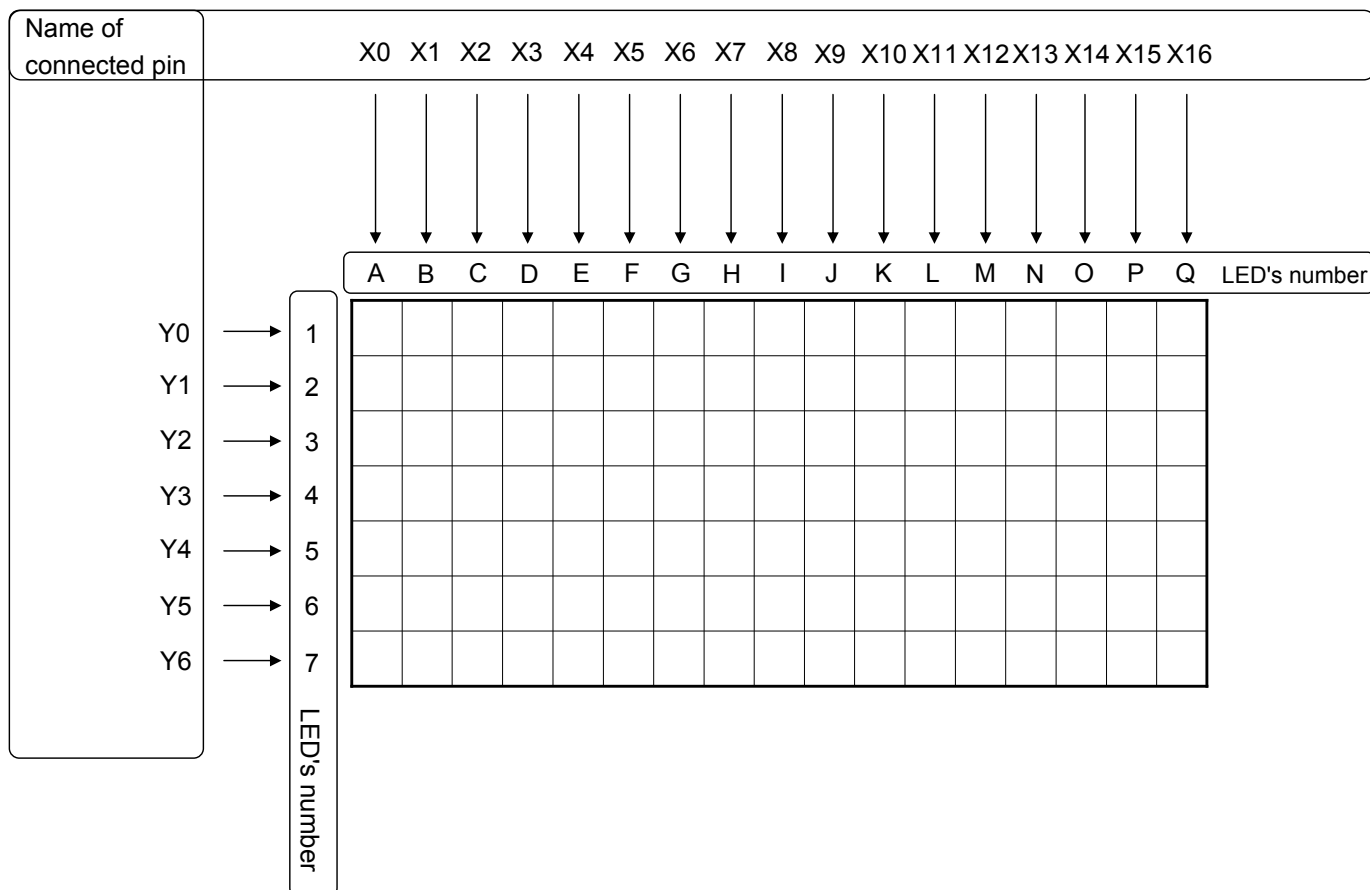 Name of
connected pin
X0 X1 X2 X3 X4 X5 X6 X7 X8 X9 X10 X11 X12 X13 X14 X15 X16
A B C D E F G H I J K L M N O P Q LED's number
Y0 1
Y1 2
Y2 3
Y3 4
Y4 5
Y5 6
Y6 7
LED's number